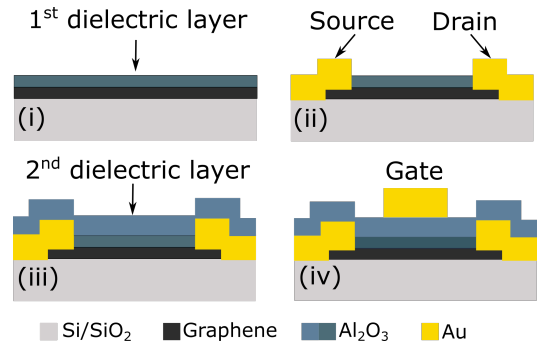 1st dielectric layer
Source
Drain
(i)
(ii)
2nd dielectric layer
Gate
(iii)
(iv)
Si/SiO2
Graphene
Al2O3
Au